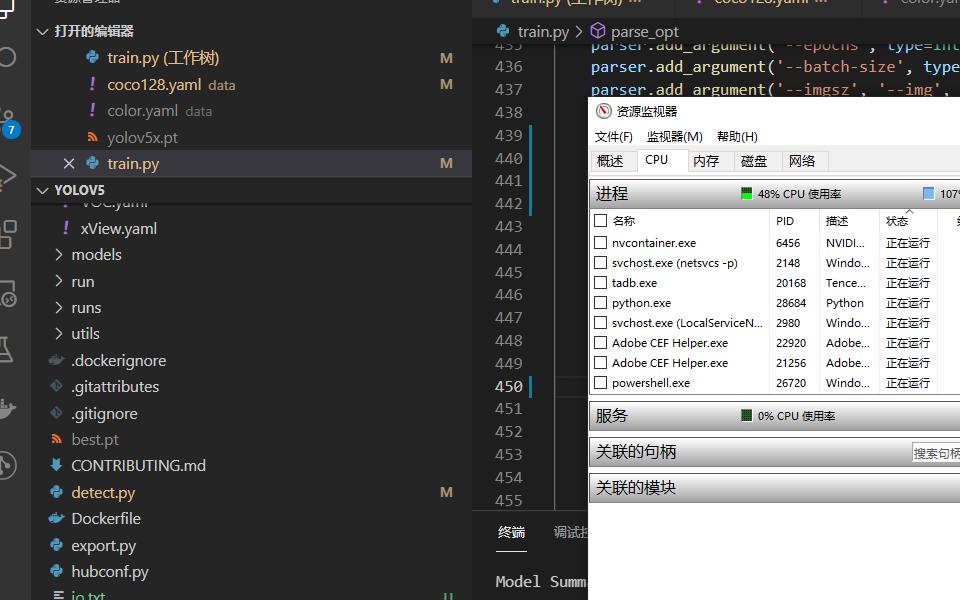 资源管理器
打开的编辑器
train.py (工作树) M
coco128.yaml data M
color.yaml data
yolov5x.pt
train.py M
YOLOV5
VOC.yaml
xView.yaml
models
run
runs
utils
.dockerignore
.gitattributes
.gitignore
best.pt
CONTRIBUTING.md
detect.py M
Dockerfile
export.py
hubconf.py
io.txt U
7
train.py (工作树) coco128.yaml color.yam
train.py > parse_opt
435 parser.add_argument('--epochs', type=int
436 parser.add_argument('--batch-size', type
437 parser.add_argument('--imgsz', '--img',
438
439
440
441
442
443
444
445
446
447
448
449
450
451
452
453
454
455
终端 调试控
Model Summ
资源监视器
文件(F) 监视器(M) 帮助(H)
概述 CPU 内存 磁盘 网络
进程 48% CPU 使用率 107%
名称 PID 描述 状态
nvcontainer.exe 6456 NVIDI... 正在运行
svchost.exe (netsvcs -p) 2148 Windo... 正在运行
tadb.exe 20168 Tence... 正在运行
python.exe 28684 Python 正在运行
svchost.exe (LocalServiceN... 2980 Windo... 正在运行
Adobe CEF Helper.exe 22920 Adobe... 正在运行
Adobe CEF Helper.exe 21256 Adobe... 正在运行
powershell.exe 26720 Windo... 正在运行
服务 0% CPU 使用率
关联的句柄 搜索句柄
关联的模块